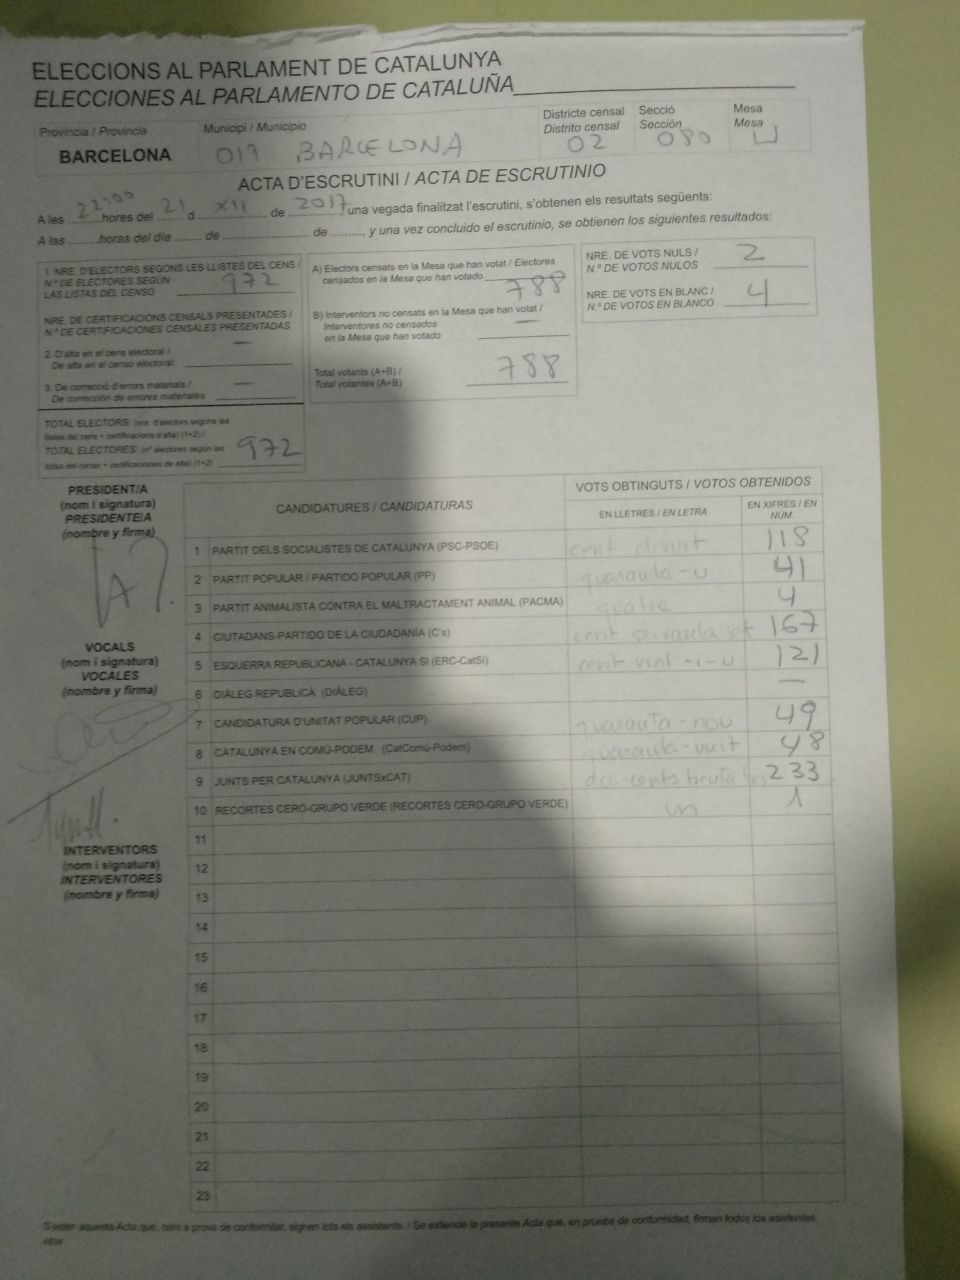 ELECCIONS AL PARLAMENT DE CATALUNYA
ELECCIONES AL PARLAMENTO DE CATALUÑA
Provincia / Provincia
BARCELONA
Municipi / Municipio
019 BARCELONA
Districte censal
Distrito censal
02
Secció
Sección
080
Mesa
Mesa
U
ACTA D'ESCRUTINI / ACTA DE ESCRUTINIO
A les 22:00 hores del 21 d XII de 2017 una vegada finalitzat l'escrutini, s'obtenen els resultats següents:
A las ........ horas del día ........ de ........................ de ........, y una vez concluido el escrutinio, se obtienen los siguientes resultados:
1. NRE. D'ELECTORS SEGONS LES LLISTES DEL CENS /
N.º DE ELECTORES SEGÚN
LAS LISTAS DEL CENSO 972
NRE. DE CERTIFICACIONS CENSALS PRESENTADES /
N.º DE CERTIFICACIONES CENSALES PRESENTADAS
2. D'alta en el cens electoral /
De alta en el censo electoral: —
3. De correcció d'errors materials /
De corrección de errores materiales: —
TOTAL ELECTORS: (nre. d'electors segons les
llistes del cens + certificacions d'alta) (1+2) /
TOTAL ELECTORES: (nº electores según las
listas del censo + certificaciones de alta) (1+2) 972
A) Electors censats en la Mesa que han votat / Electores
censados en la Mesa que han votado 788
B) Interventors no censats en la Mesa que han votat /
Interventores no censados
en la Mesa que han votado —
Total votants (A+B) /
Total votantes (A+B) 788
NRE. DE VOTS NULS /
N.º DE VOTOS NULOS 2
NRE. DE VOTS EN BLANC /
N.º DE VOTOS EN BLANCO 4
PRESIDENT/A
(nom i signatura)
PRESIDENTE/A
(nombre y firma)
VOCALS
(nom i signatura)
VOCALES
(nombre y firma)
INTERVENTORS
(nom i signatura)
INTERVENTORES
(nombre y firma)
CANDIDATURES / CANDIDATURAS
VOTS OBTINGUTS / VOTOS OBTENIDOS
EN LLETRES / EN LETRA
EN XIFRES / EN NÚM.
1 PARTIT DELS SOCIALISTES DE CATALUNYA (PSC-PSOE) cent divuit 118
2 PARTIT POPULAR / PARTIDO POPULAR (PP) quaranta-u 41
3 PARTIT ANIMALISTA CONTRA EL MALTRACTAMENT ANIMAL (PACMA) quatre 4
4 CIUTADANS-PARTIDO DE LA CIUDADANÍA (C's) cent seixanta set 167
5 ESQUERRA REPUBLICANA - CATALUNYA SÍ (ERC-CatSí) cent vint-i-u 121
6 DIÀLEG REPUBLICÀ (DIÀLEG) —
7 CANDIDATURA D'UNITAT POPULAR (CUP) quaranta-nou 49
8 CATALUNYA EN COMÚ-PODEM (CatComú-Podem) quaranta-vuit 48
9 JUNTS PER CATALUNYA (JUNTSxCAT) dos-cents trenta tres 233
10 RECORTES CERO-GRUPO VERDE (RECORTES CERO-GRUPO VERDE) un 1
11
12
13
14
15
16
17
18
19
20
21
22
23
S'estén aquesta Acta que, com a prova de conformitat, signen tots els assistents. / Se extiende la presente Acta que, en prueba de conformidad, firman todos los asistentes.